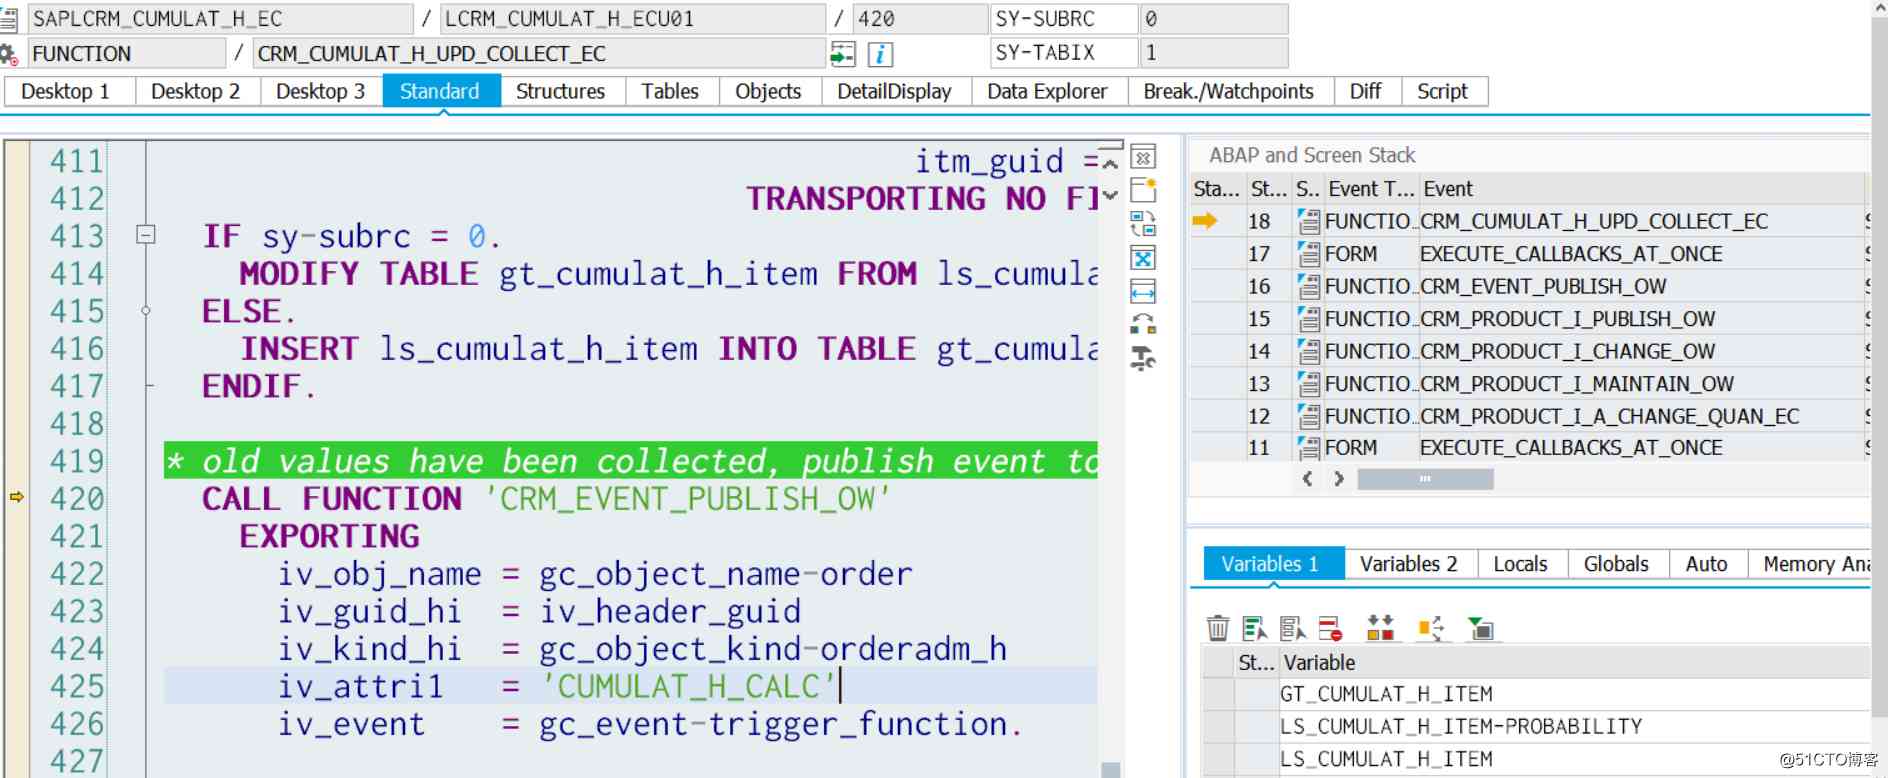 SAPLCRM_CUMULAT_H_EC / LCRM_CUMULAT_H_ECU01 / 420 SY-SUBRC 0
FUNCTION / CRM_CUMULAT_H_UPD_COLLECT_EC SY-TABIX 1
Desktop 1 Desktop 2 Desktop 3 Standard Structures Tables Objects DetailDisplay Data Explorer Break./Watchpoints Diff Script
411 itm_guid =
412 TRANSPORTING NO FI
413 IF sy-subrc = 0.
414 MODIFY TABLE gt_cumulat_h_item FROM ls_cumula
415 ELSE.
416 INSERT ls_cumulat_h_item INTO TABLE gt_cumula
417 ENDIF.
418
419 * old values have been collected, publish event to
420 CALL FUNCTION 'CRM_EVENT_PUBLISH_OW'
421 EXPORTING
422 iv_obj_name = gc_object_name-order
423 iv_guid_hi = iv_header_guid
424 iv_kind_hi = gc_object_kind-orderadm_h
425 iv_attri1 = 'CUMULAT_H_CALC'
426 iv_event = gc_event-trigger_function.
427
ABAP and Screen Stack
Sta... St... S.. Event T... Event
18 FUNCTIO... CRM_CUMULAT_H_UPD_COLLECT_EC
17 FORM EXECUTE_CALLBACKS_AT_ONCE
16 FUNCTIO... CRM_EVENT_PUBLISH_OW
15 FUNCTIO... CRM_PRODUCT_I_PUBLISH_OW
14 FUNCTIO... CRM_PRODUCT_I_CHANGE_OW
13 FUNCTIO... CRM_PRODUCT_I_MAINTAIN_OW
12 FUNCTIO... CRM_PRODUCT_I_A_CHANGE_QUAN_EC
11 FORM EXECUTE_CALLBACKS_AT_ONCE
Variables 1 Variables 2 Locals Globals Auto Memory Ana
St... Variable
GT_CUMULAT_H_ITEM
LS_CUMULAT_H_ITEM-PROBABILITY
LS_CUMULAT_H_ITEM
@51CTO博客